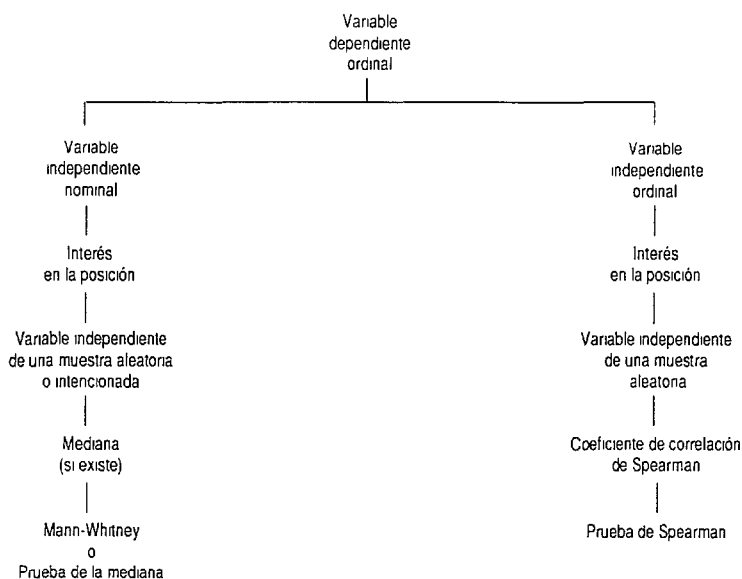 Variable
dependiente
ordinal
Variable
independiente
nominal
Interés
en la posición
Variable independiente
de una muestra aleatoria
o intencionada
Mediana
(si existe)
Mann-Whitney
o
Prueba de la mediana
Variable
independiente
ordinal
Interés
en la posición
Variable independiente
de una muestra
aleatoria
Coeficiente de correlación
de Spearman
Prueba de Spearman